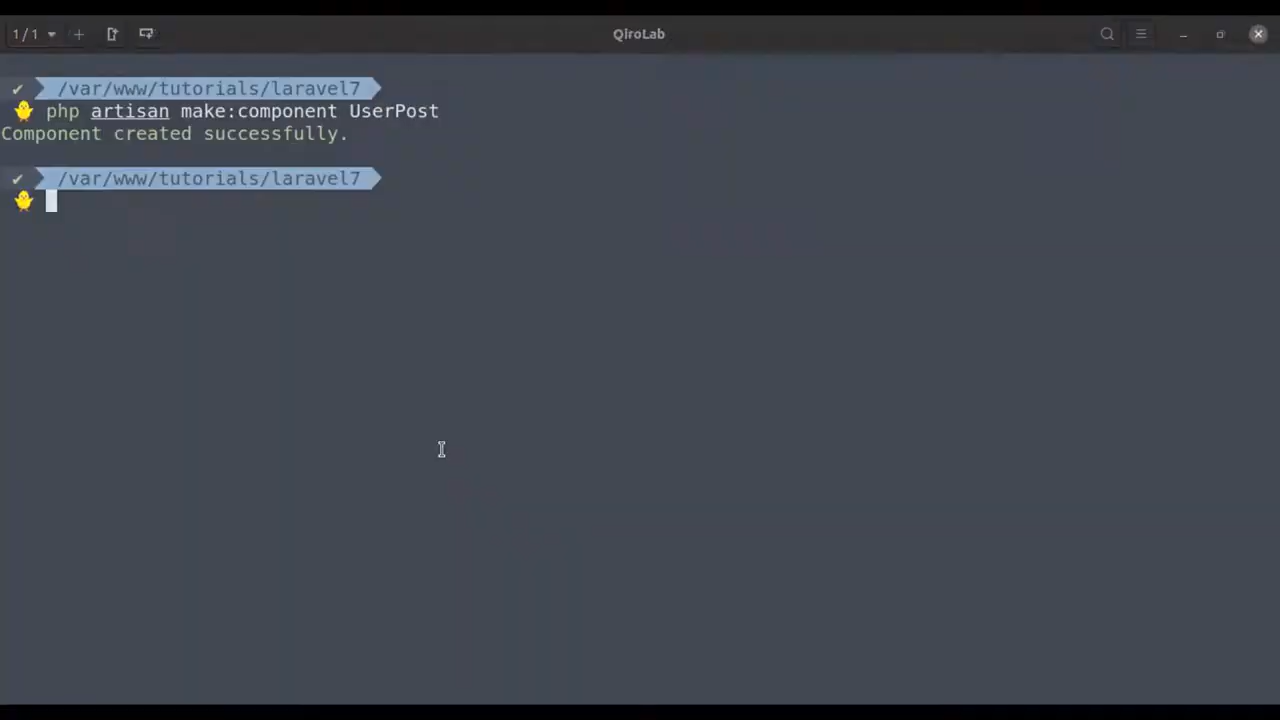 1/1
QiroLab
/var/www/tutorials/laravel7
php artisan make:component UserPost
Component created successfully.
/var/www/tutorials/laravel7